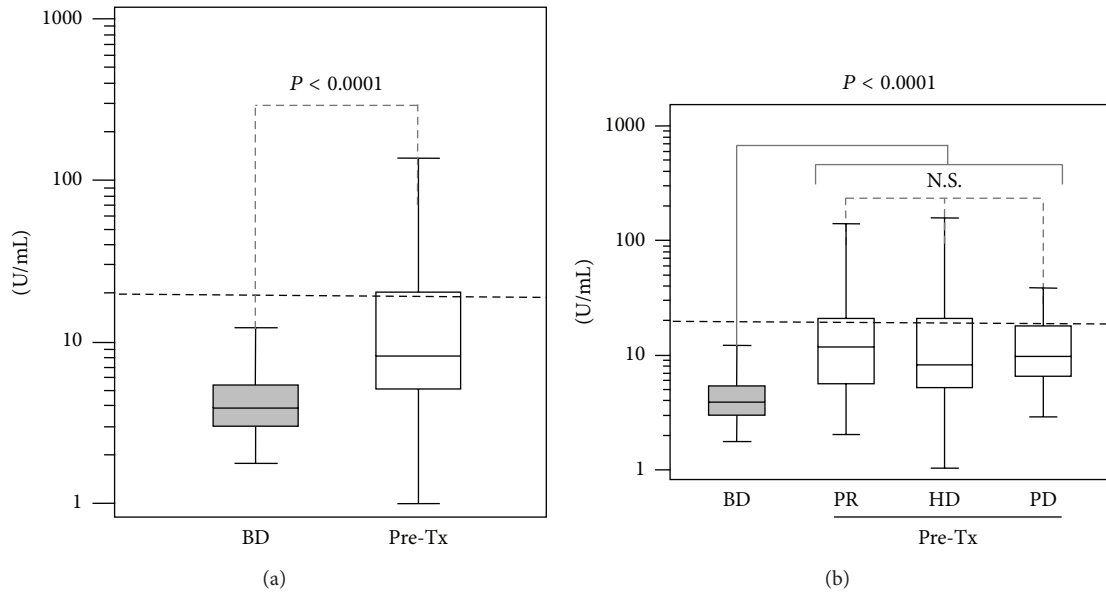 1000
P < 0.0001
100
(U/mL)
10
1
BD Pre-Tx
(a)
P < 0.0001
1000
N.S.
100
(U/mL)
10
1
BD PR HD PD
Pre-Tx
(b)